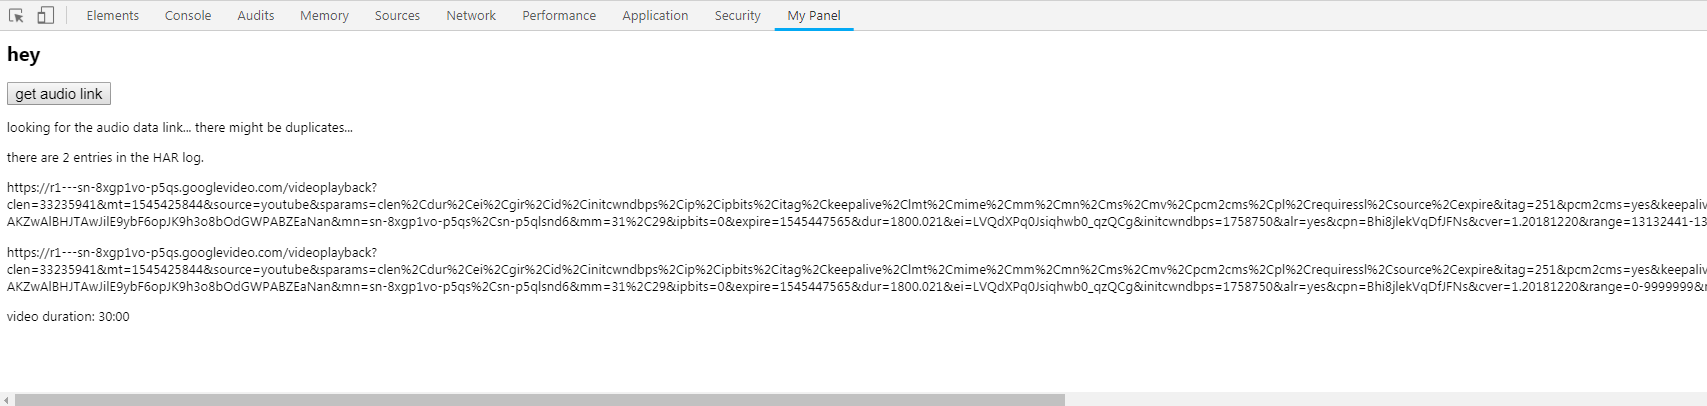 Elements Console Audits Memory Sources Network Performance Application Security My Panel
hey
get audio link
looking for the audio data link... there might be duplicates...
there are 2 entries in the HAR log.
https://r1---sn-8xgp1vo-p5qs.googlevideo.com/videoplayback?
clen=33235941&mt=1545425844&source=youtube&sparams=clen%2Cdur%2Cei%2Cgir%2Cid%2Cinitcwndbps%2Cip%2Cipbits%2Citag%2Ckeepalive%2Clmt%2Cmime%2Cmm%2Cmn%2Cms%2Cmv%2Cpcm2cms%2Cpl%2Crequiressl%2Csource%2Cexpire&itag=251&pcm2cms=yes&keepaliv
AKZwAlBHJTAwJilE9ybF6opJK9h3o8bOdGWPABZEaNan&mn=sn-8xgp1vo-p5qs%2Csn-p5qlsnd6&mm=31%2C29&ipbits=0&expire=1545447565&dur=1800.021&ei=LVQdXPq0Jsiqhwb0_qzQCg&initcwndbps=1758750&alr=yes&cpn=Bhi8jlekVqDfJFNs&cver=1.20181220&range=13132441-13
https://r1---sn-8xgp1vo-p5qs.googlevideo.com/videoplayback?
clen=33235941&mt=1545425844&source=youtube&sparams=clen%2Cdur%2Cei%2Cgir%2Cid%2Cinitcwndbps%2Cip%2Cipbits%2Citag%2Ckeepalive%2Clmt%2Cmime%2Cmm%2Cmn%2Cms%2Cmv%2Cpcm2cms%2Cpl%2Crequiressl%2Csource%2Cexpire&itag=251&pcm2cms=yes&keepaliv
AKZwAlBHJTAwJilE9ybF6opJK9h3o8bOdGWPABZEaNan&mn=sn-8xgp1vo-p5qs%2Csn-p5qlsnd6&mm=31%2C29&ipbits=0&expire=1545447565&dur=1800.021&ei=LVQdXPq0Jsiqhwb0_qzQCg&initcwndbps=1758750&alr=yes&cpn=Bhi8jlekVqDfJFNs&cver=1.20181220&range=0-9999999&r
video duration: 30:00